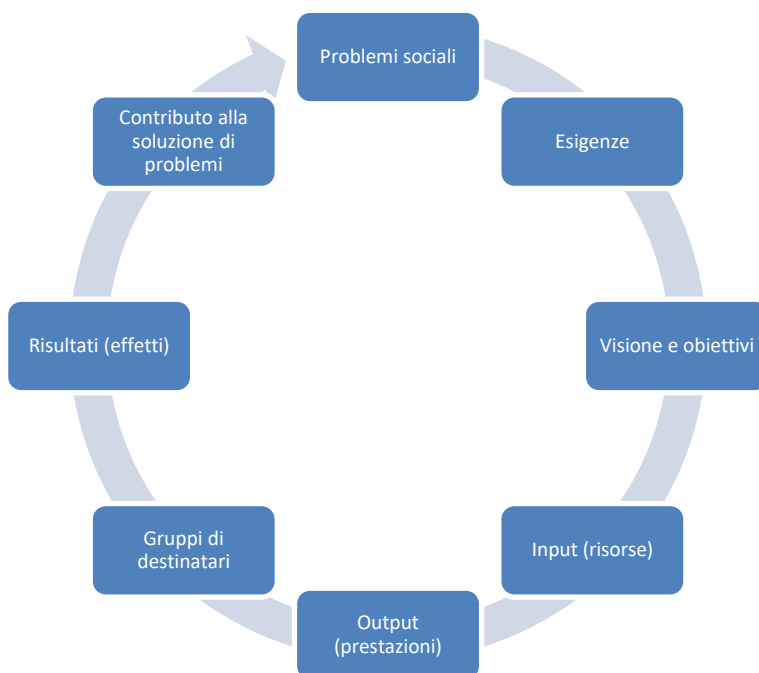 Problemi sociali
Esigenze
Visione e obiettivi
Input (risorse)
Output
(prestazioni)
Gruppi di
destinatari
Risultati (effetti)
Contributo alla
soluzione di
problemi